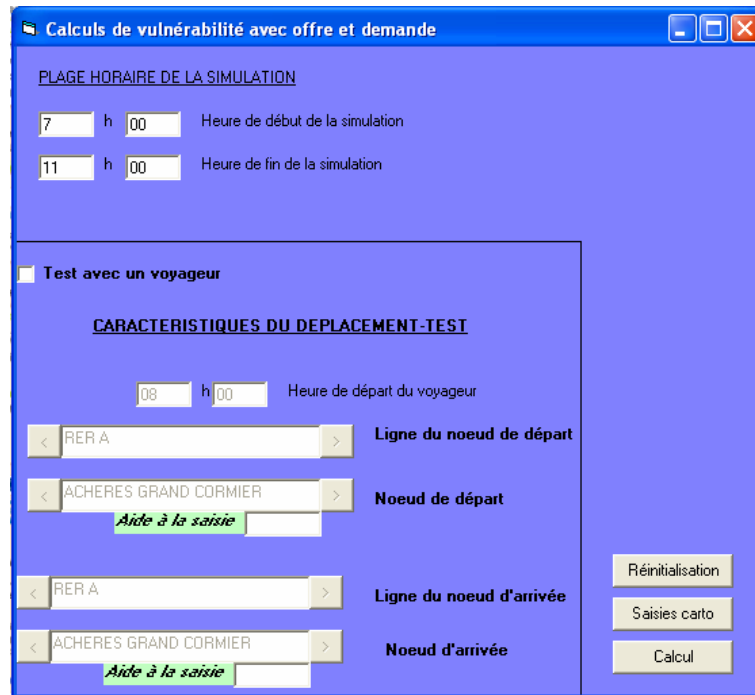 Calculs de vulnérabilité avec offre et demande
PLAGE HORAIRE DE LA SIMULATION
7 h 00 Heure de début de la simulation
11 h 00 Heure de fin de la simulation
Test avec un voyageur
CARACTERISTIQUES DU DEPLACEMENT-TEST
08 h 00 Heure de départ du voyageur
< RER A > Ligne du noeud de départ
< ACHERES GRAND CORMIER > Noeud de départ
Aide à la saisie
Réinitialisation
< RER A > Ligne du noeud d'arrivée
Saisies carto
< ACHERES GRAND CORMIER > Noeud d'arrivée
Calcul
Aide à la saisie